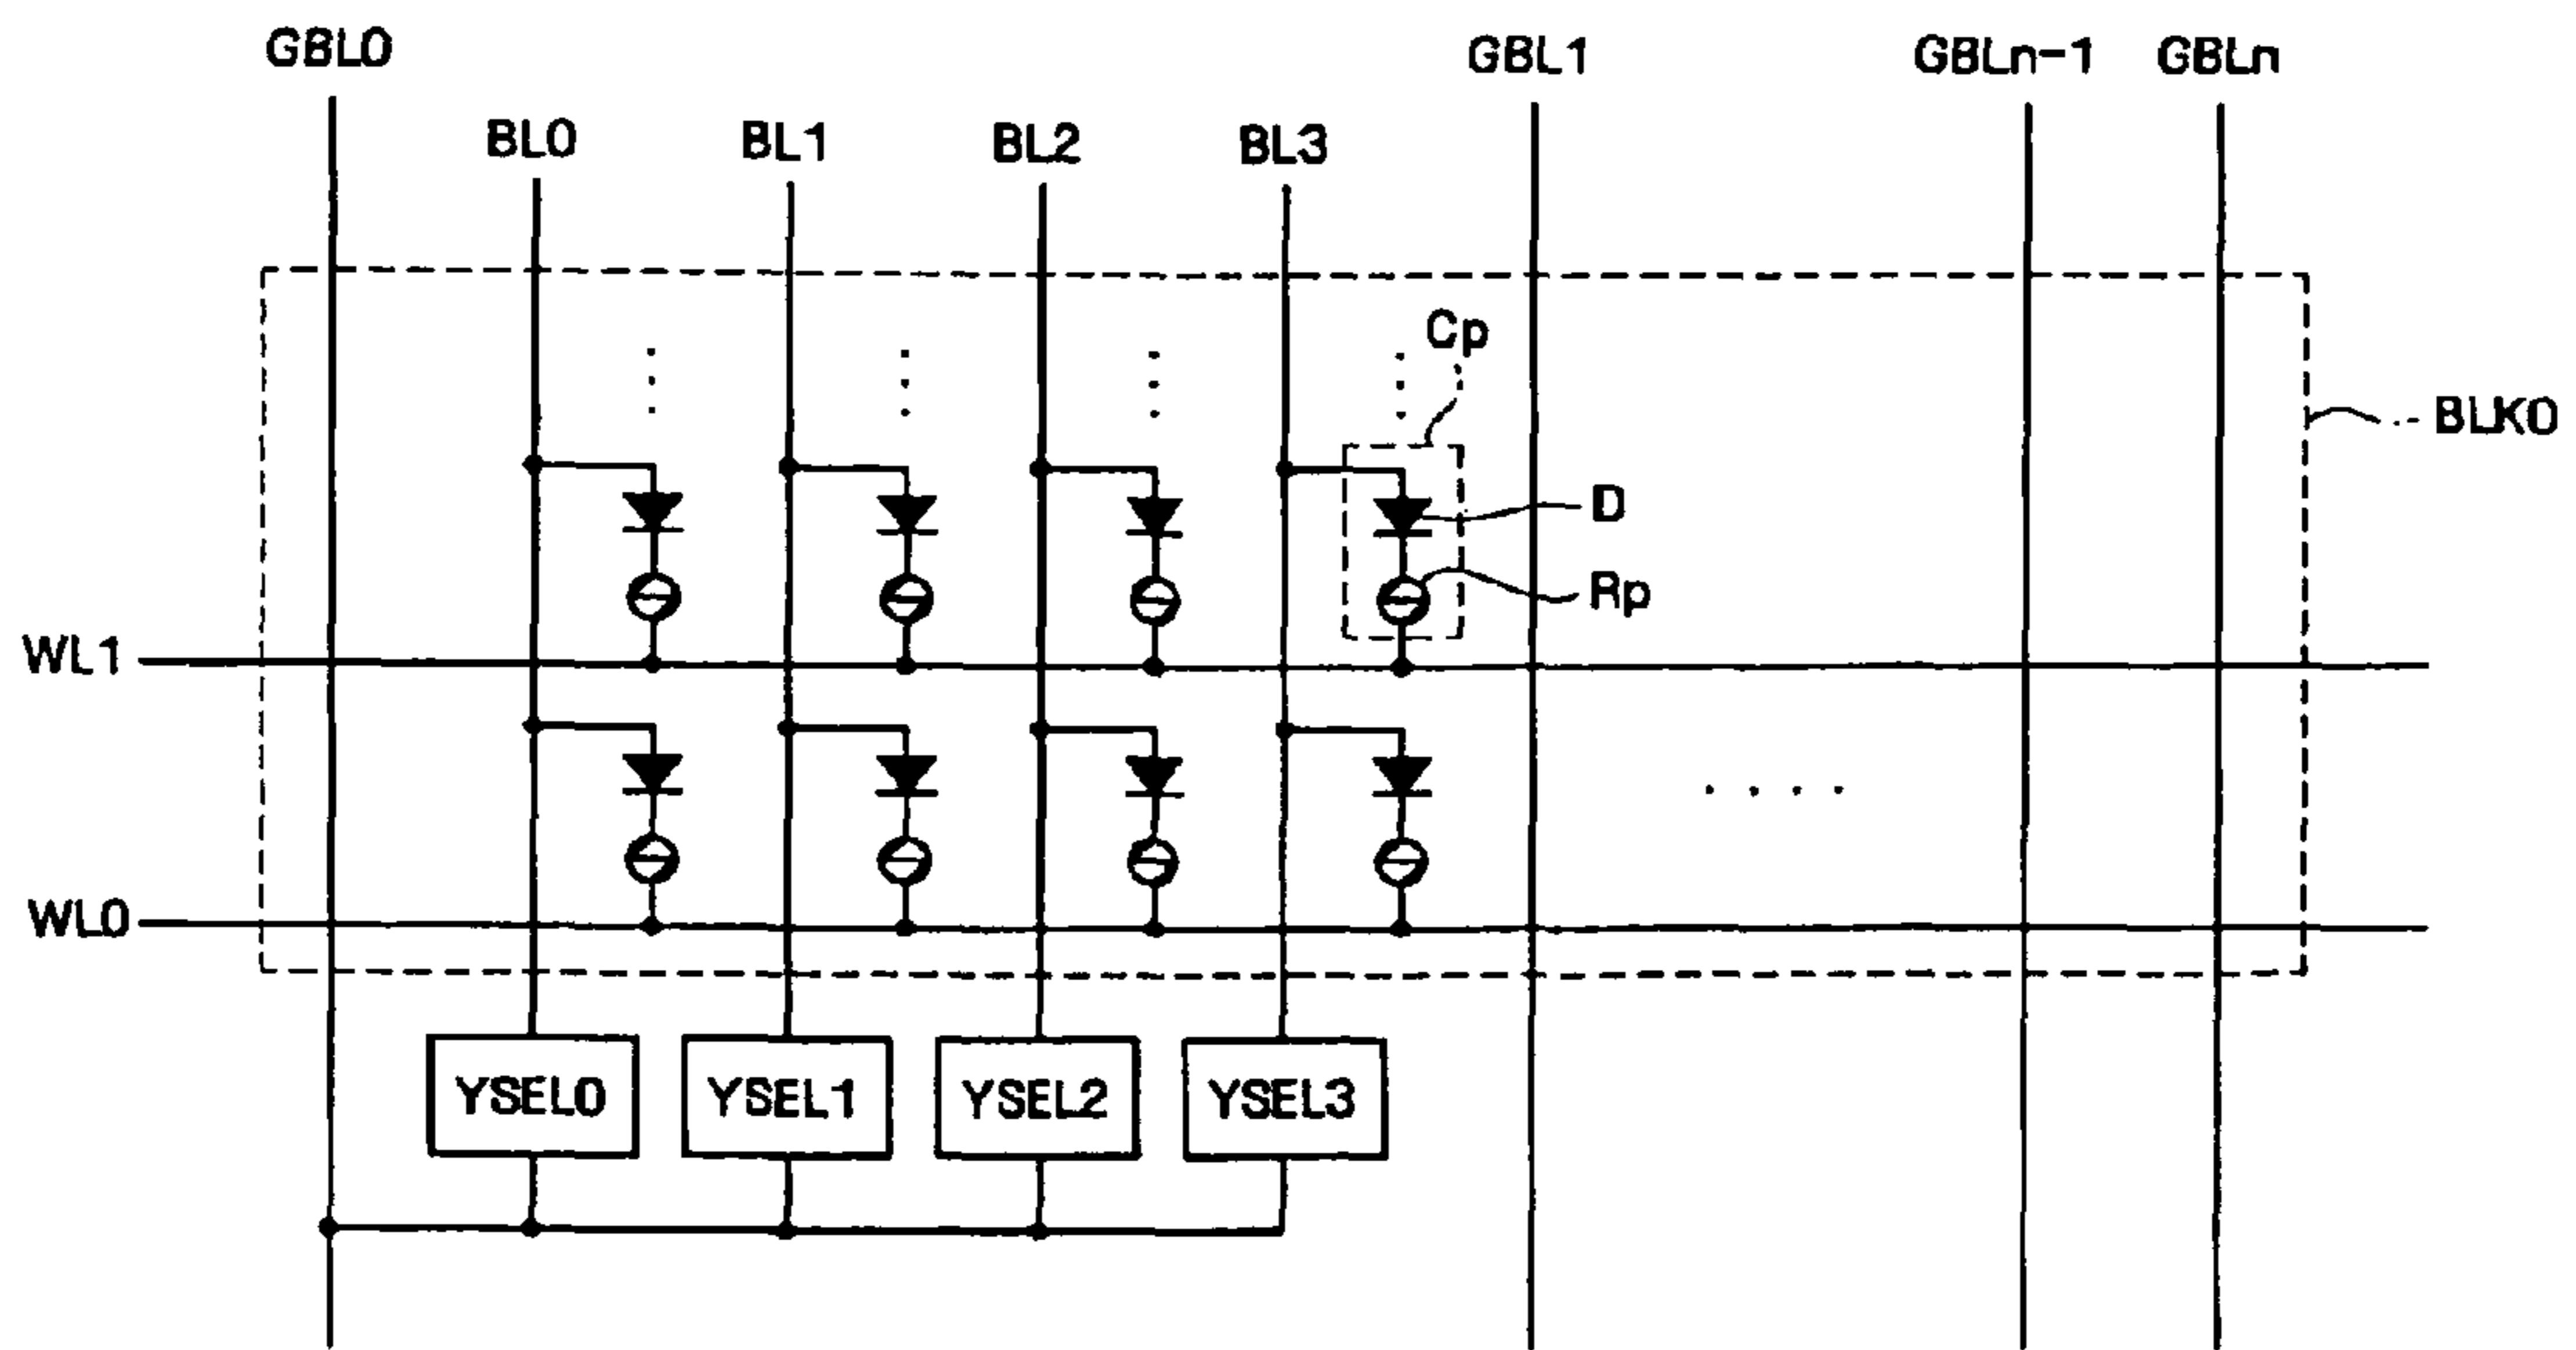 GBL0
GBL1
GBLn-1
GBLn
BL0
BL1
BL2
BL3
Cp
BLK0
D
Rp
WL1
WL0
YSEL0
YSEL1
YSEL2
YSEL3